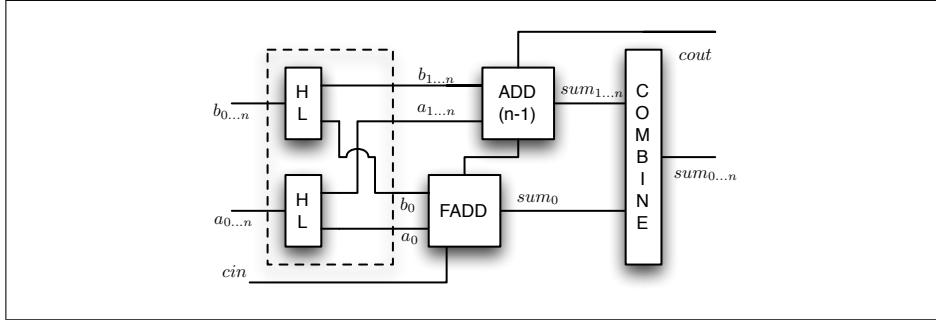 cout
b1...n
H
L
ADD
(n-1)
sum1...n
C
O
M
B
I
N
E
b0...n
a1...n
sum0...n
H
L
b0
FADD
sum0
a0...n
a0
cin